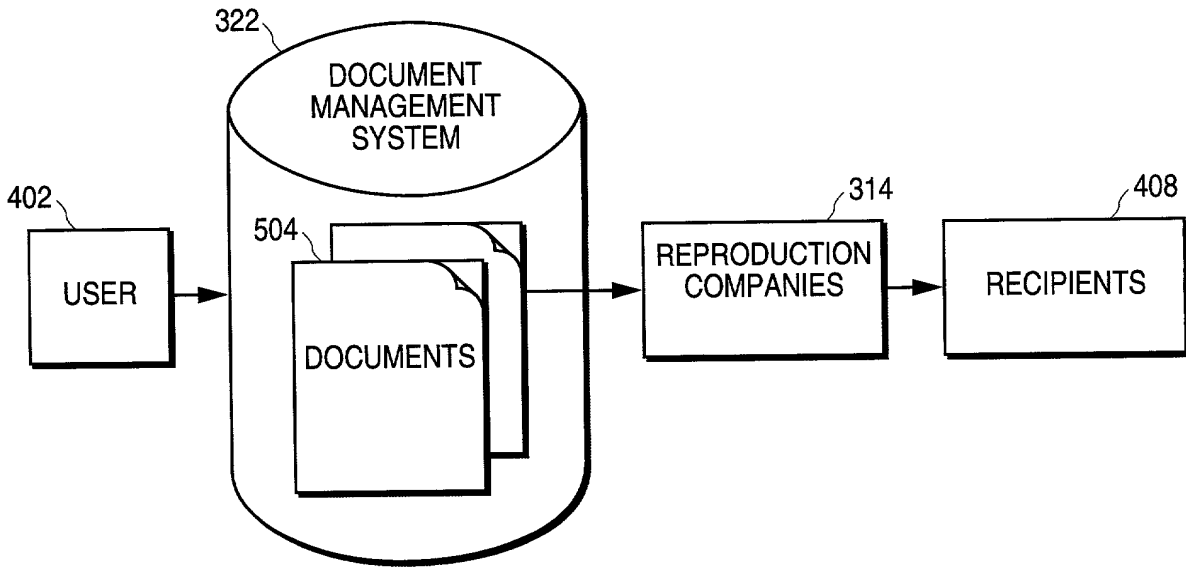 322
DOCUMENT
MANAGEMENT
SYSTEM
402
USER
504
DOCUMENTS
314
REPRODUCTION
COMPANIES
408
RECIPIENTS